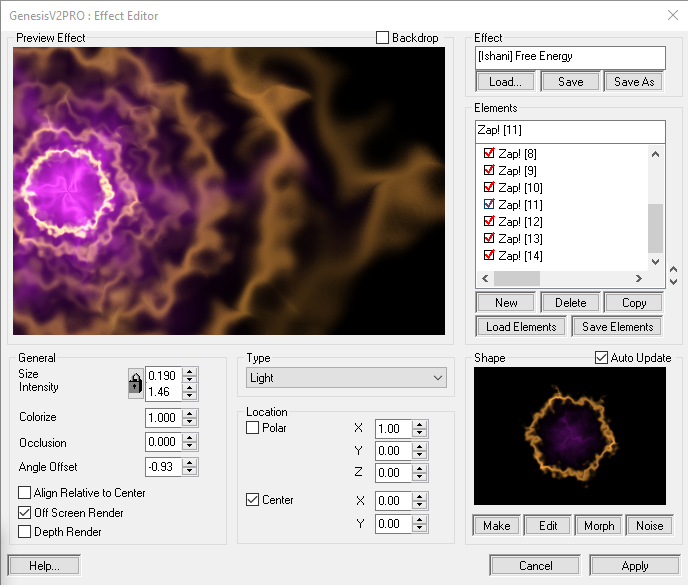 GenesisV2PRO : Effect Editor
Preview Effect
Backdrop
Effect
[Ishani] Free Energy
Load...
Save
Save As
Elements
Zap! [11]
Zap! [8]
Zap! [9]
Zap! [10]
Zap! [11]
Zap! [12]
Zap! [13]
Zap! [14]
New
Delete
Copy
Load Elements
Save Elements
General
Size
0.190
Intensity
1.46
Colorize
1.000
Occlusion
0.000
Angle Offset
-0.93
Align Relative to Center
Off Screen Render
Depth Render
Type
Light
Location
Polar
X
1.00
Y
0.00
Z
0.00
Center
X
0.00
Y
0.00
Shape
Auto Update
Make
Edit
Morph
Noise
Help...
Cancel
Apply